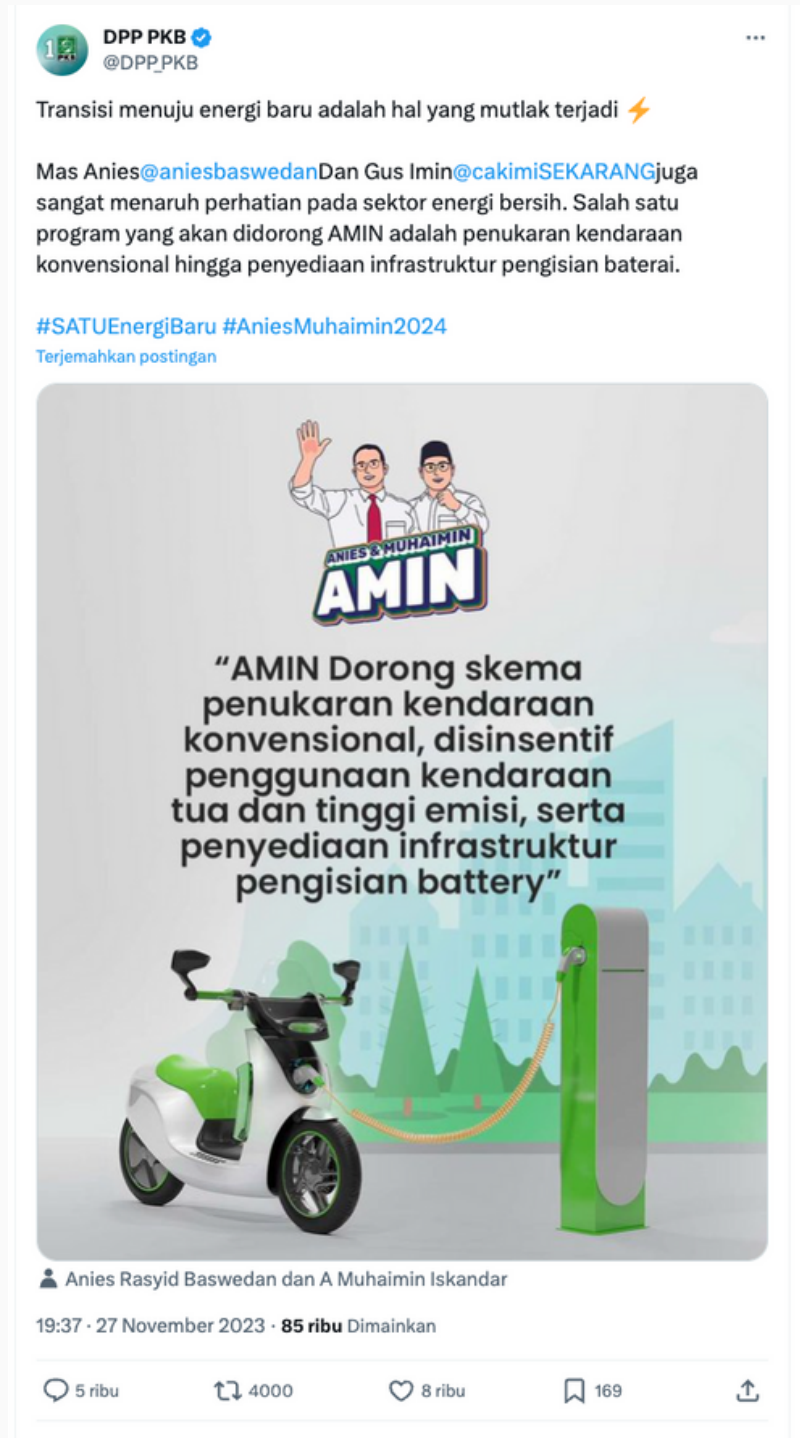 DPP PKB
@DPP_PKB
Transisi menuju energi baru adalah hal yang mutlak terjadi ⚡
Mas Anies@aniesbaswedanDan Gus Imin@cakimiSEKARANGjuga
sangat menaruh perhatian pada sektor energi bersih. Salah satu
program yang akan didorong AMIN adalah penukaran kendaraan
konvensional hingga penyediaan infrastruktur pengisian baterai.
#SATUEnergiBaru #AniesMuhaimin2024
Terjemahkan postingan
ANIES & MUHAIMIN
AMIN
“AMIN Dorong skema
penukaran kendaraan
konvensional, disinsentif
penggunaan kendaraan
tua dan tinggi emisi, serta
penyediaan infrastruktur
pengisian battery”
Anies Rasyid Baswedan dan A Muhaimin Iskandar
19:37 · 27 November 2023 · 85 ribu Dimainkan
5 ribu 4000 8 ribu 169